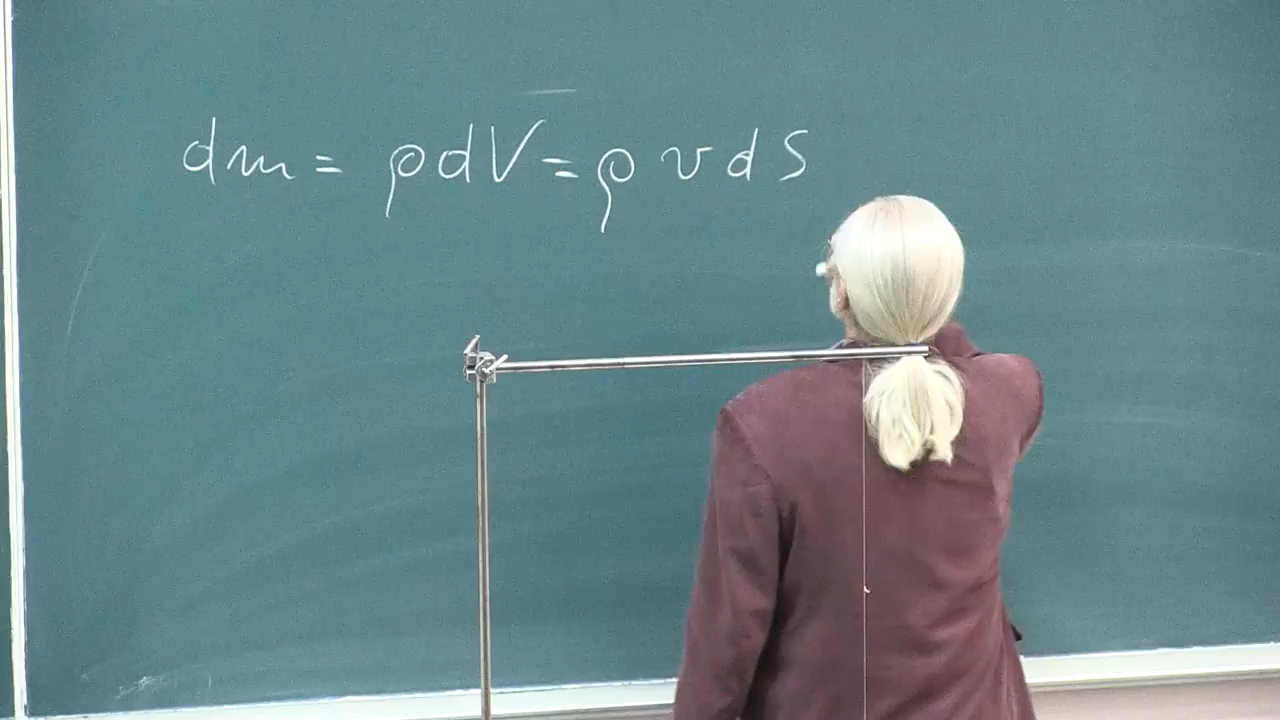 dm = ρdV = ρ v d S